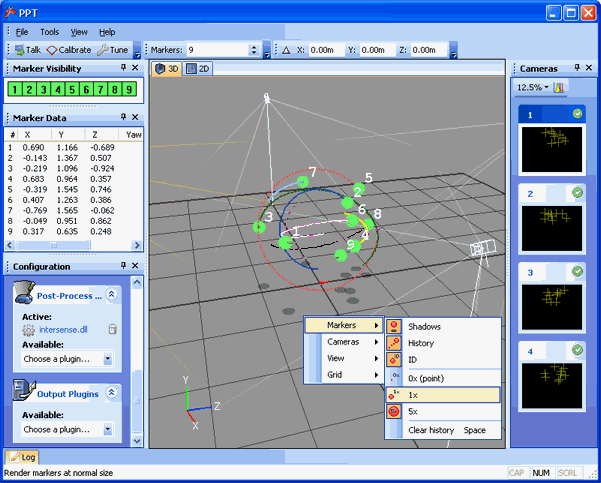 PPT
File Tools View Help
Talk Calibrate Tune Markers: 9 Δ X: 0.00m Y: 0.00m Z: 0.00m
Marker Visibility
1 2 3 4 5 6 7 8 9
Marker Data
# X Y Z Yaw
1 0.690 1.166 -0.689
2 -0.143 1.367 0.507
3 -0.219 1.096 -0.924
4 0.683 0.964 0.357
5 -0.319 1.545 0.746
6 0.407 1.263 0.386
7 -0.769 1.565 -0.062
8 -0.049 0.951 0.862
9 0.317 0.635 0.248
Configuration
Post-Process ...
Active:
intersense.dll
Available:
Choose a plugin...
Output Plugins
Available:
Choose a plugin...
3D 2D
7
5
2
6
8
3
1
4
9
Y
Z
X
Markers
Cameras
View
Grid
Shadows
History
ID
0x (point)
1x
5x
Clear history Space
Cameras
12.5%
1
2
3
4
Log
Render markers at normal size
CAP NUM SCRL